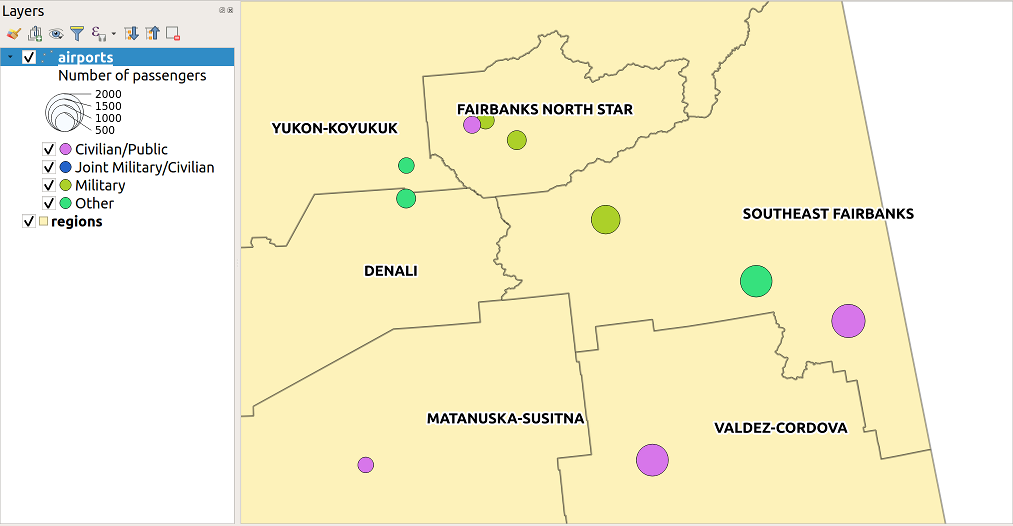 Layers
airports
Number of passengers
2000
1500
1000
500
Civilian/Public
Joint Military/Civilian
Military
Other
regions
FAIRBANKS NORTH STAR
YUKON-KOYUKUK
SOUTHEAST FAIRBANKS
DENALI
MATANUSKA-SUSITNA
VALDEZ-CORDOVA